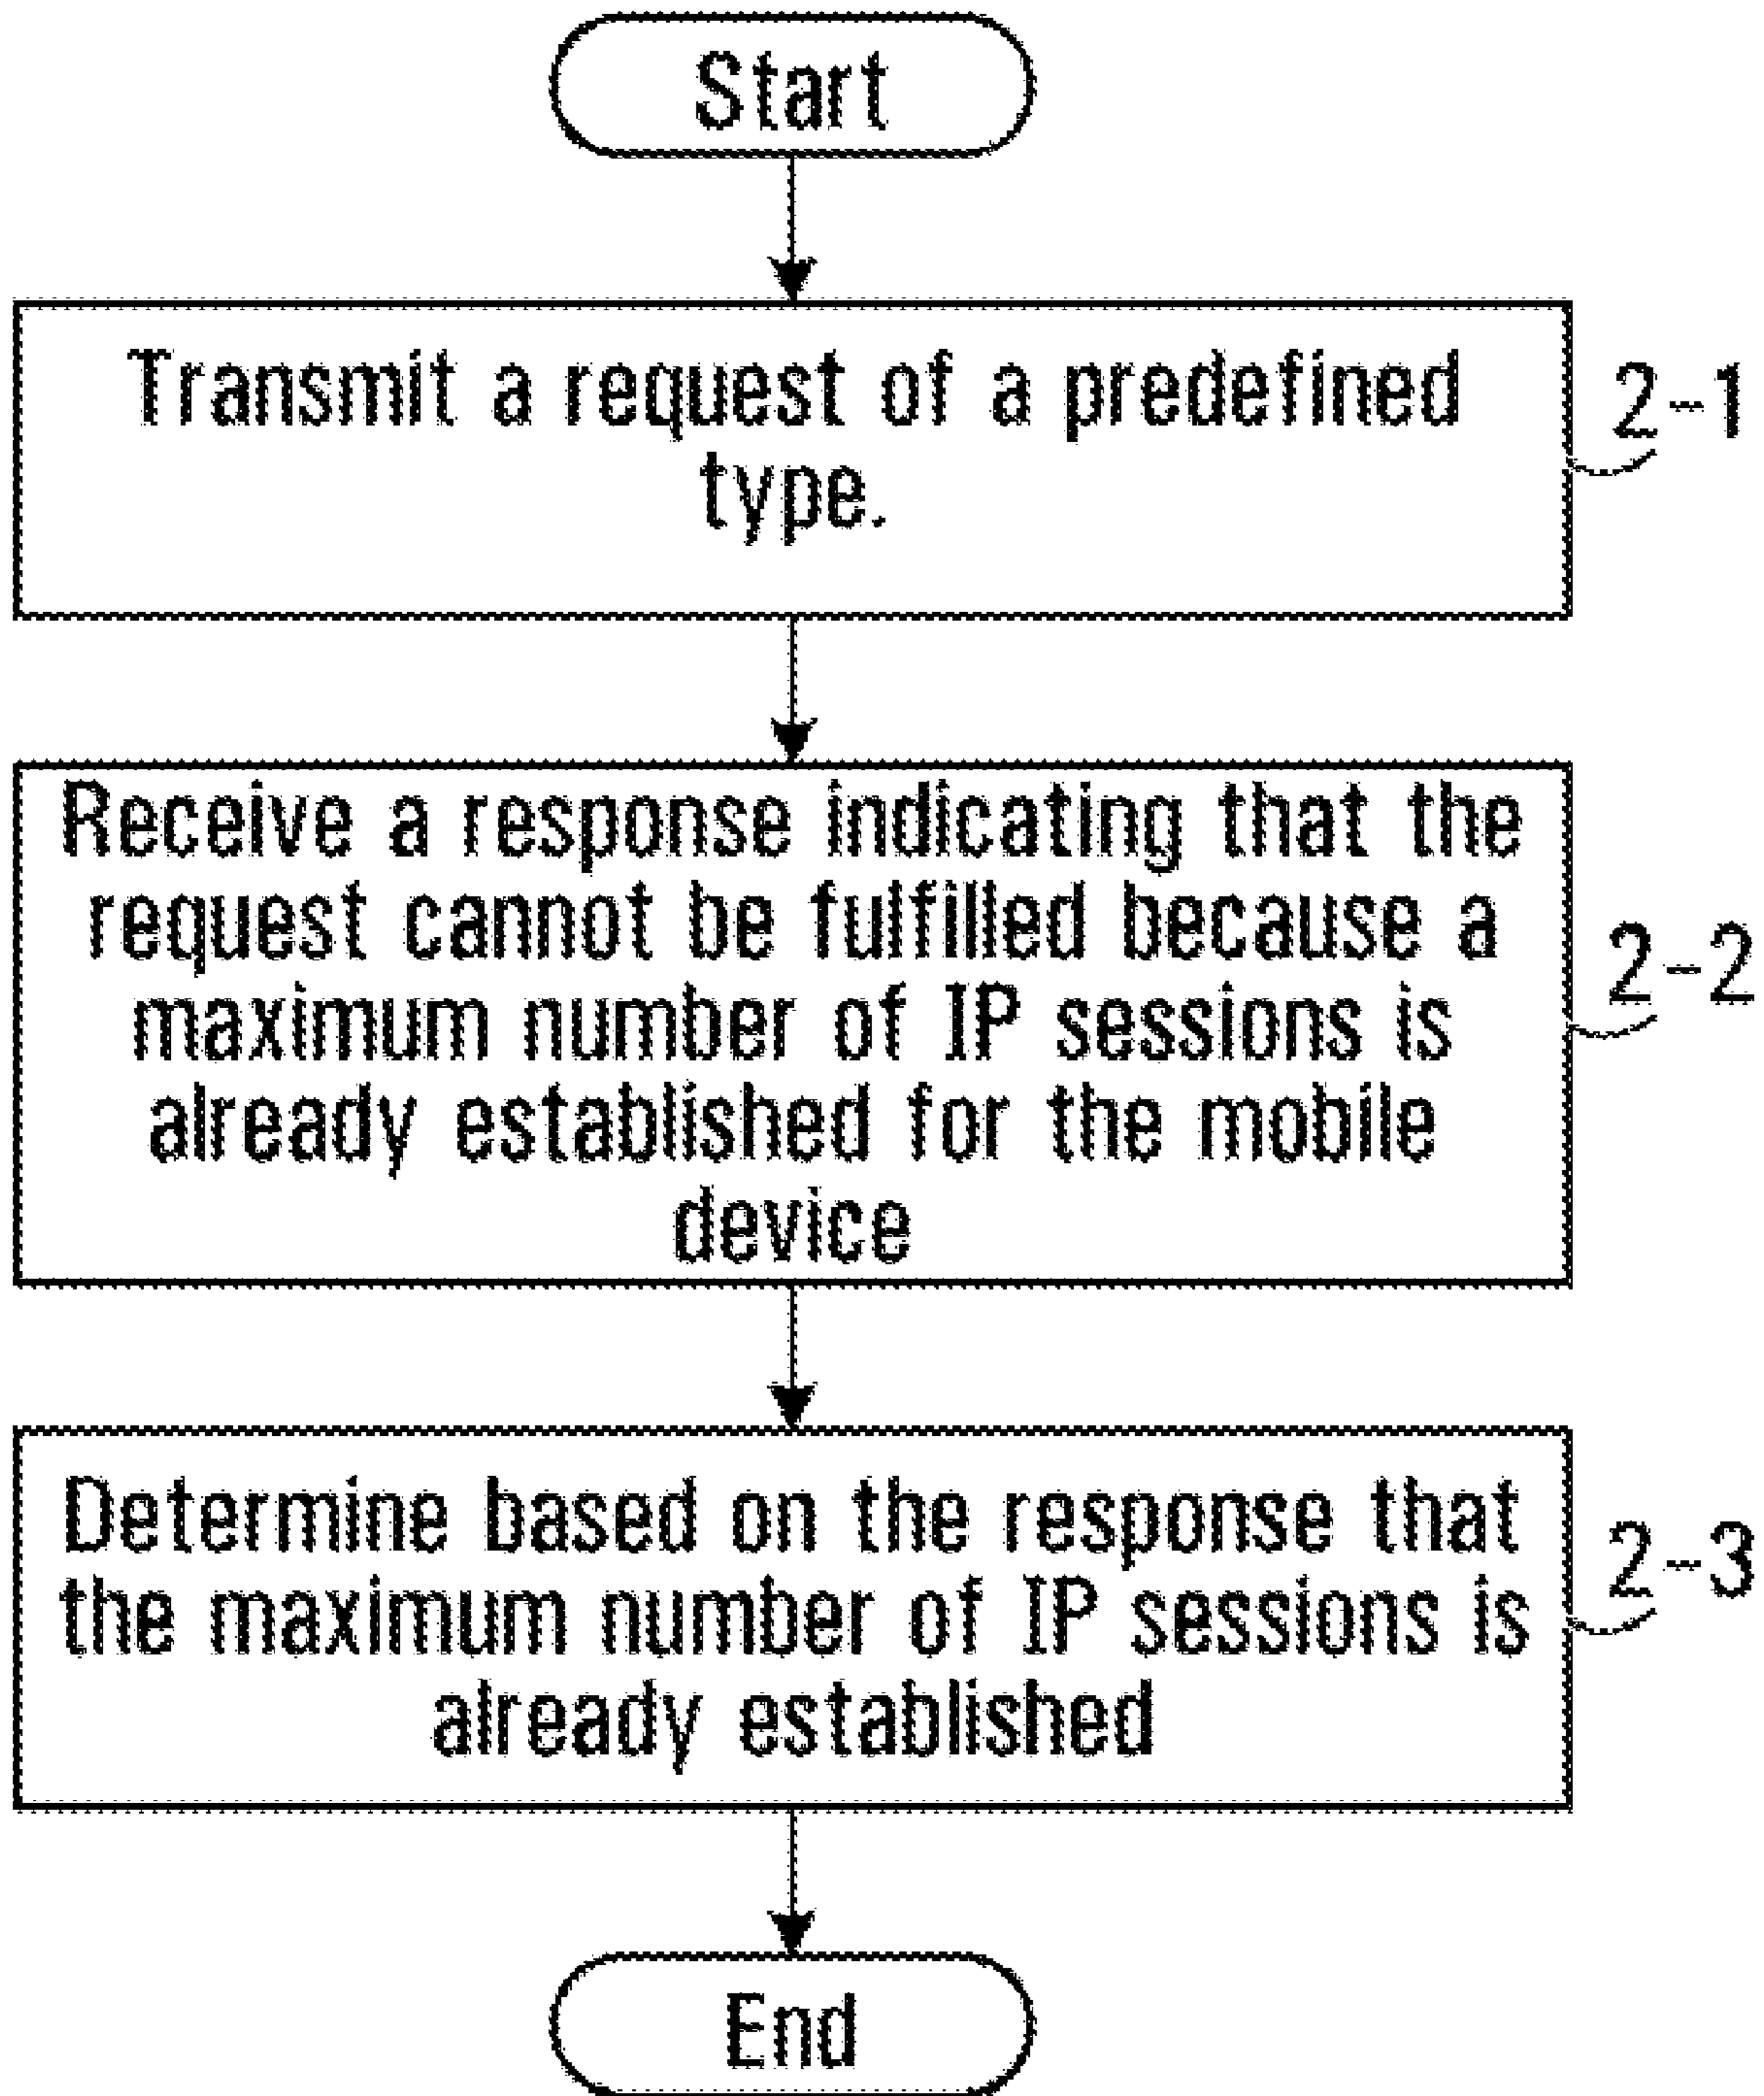 Start
Transmit a request of a predefined
type.
2-1
Receive a response indicating that the
request cannot be fulfilled because a
maximum number of IP sessions is
already established for the mobile
device
2-2
Determine based on the response that
the maximum number of IP sessions is
already established
2-3
End